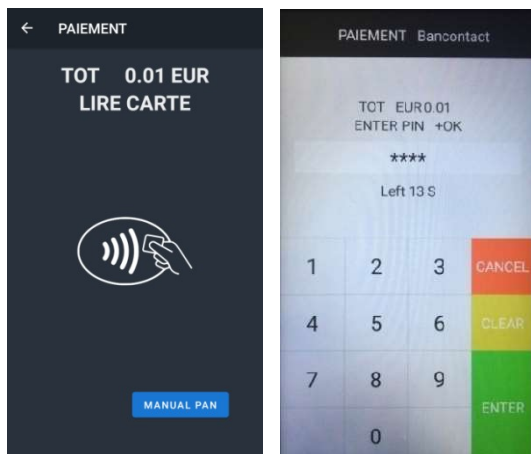 ← PAIEMENT
TOT 0.01 EUR
LIRE CARTE
MANUAL PAN
PAIEMENT Bancontact
TOT EUR0.01
ENTER PIN +OK
****
Left 13 S
1 2 3 CANCEL
4 5 6 CLEAR
7 8 9
ENTER
0